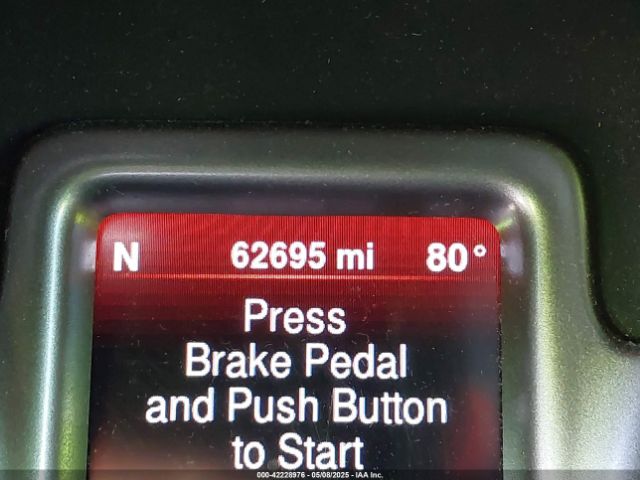 N 62695 mi 80°
Press
Brake Pedal
and Push Button
to Start
000-42228976 - 05/08/2025 - IAA Inc.